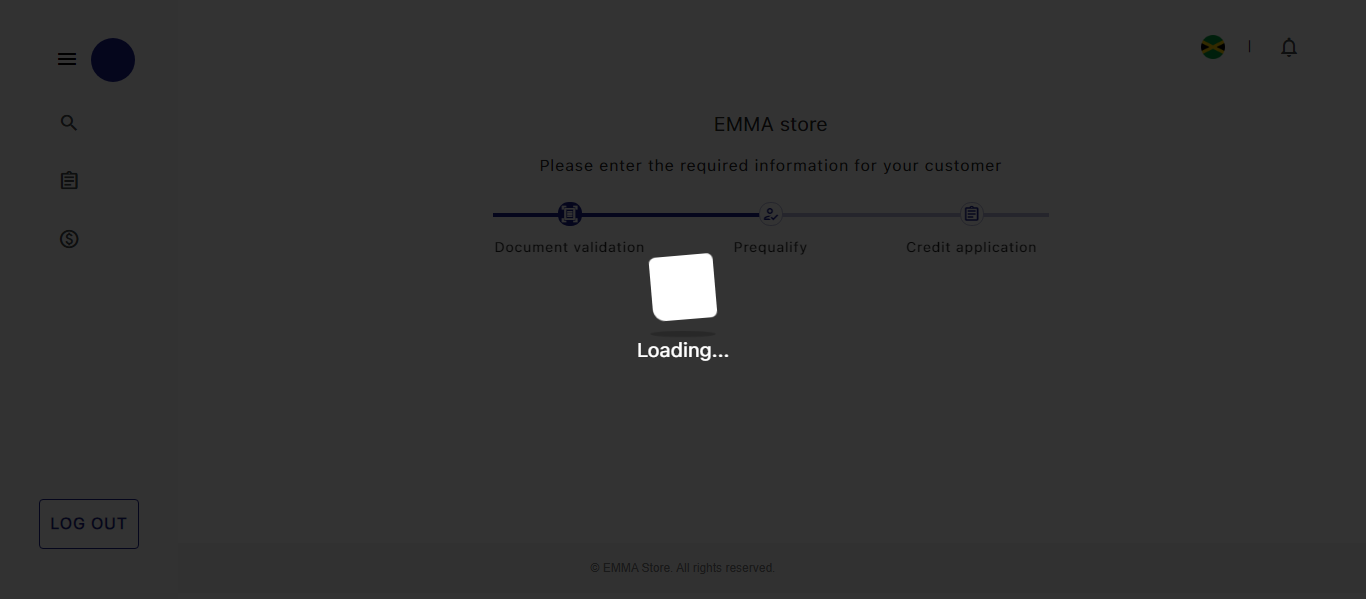 EMMA store
Please enter the required information for your customer
Document validation
Prequalify
Credit application
Loading...
LOG OUT
© EMMA Store. All rights reserved.